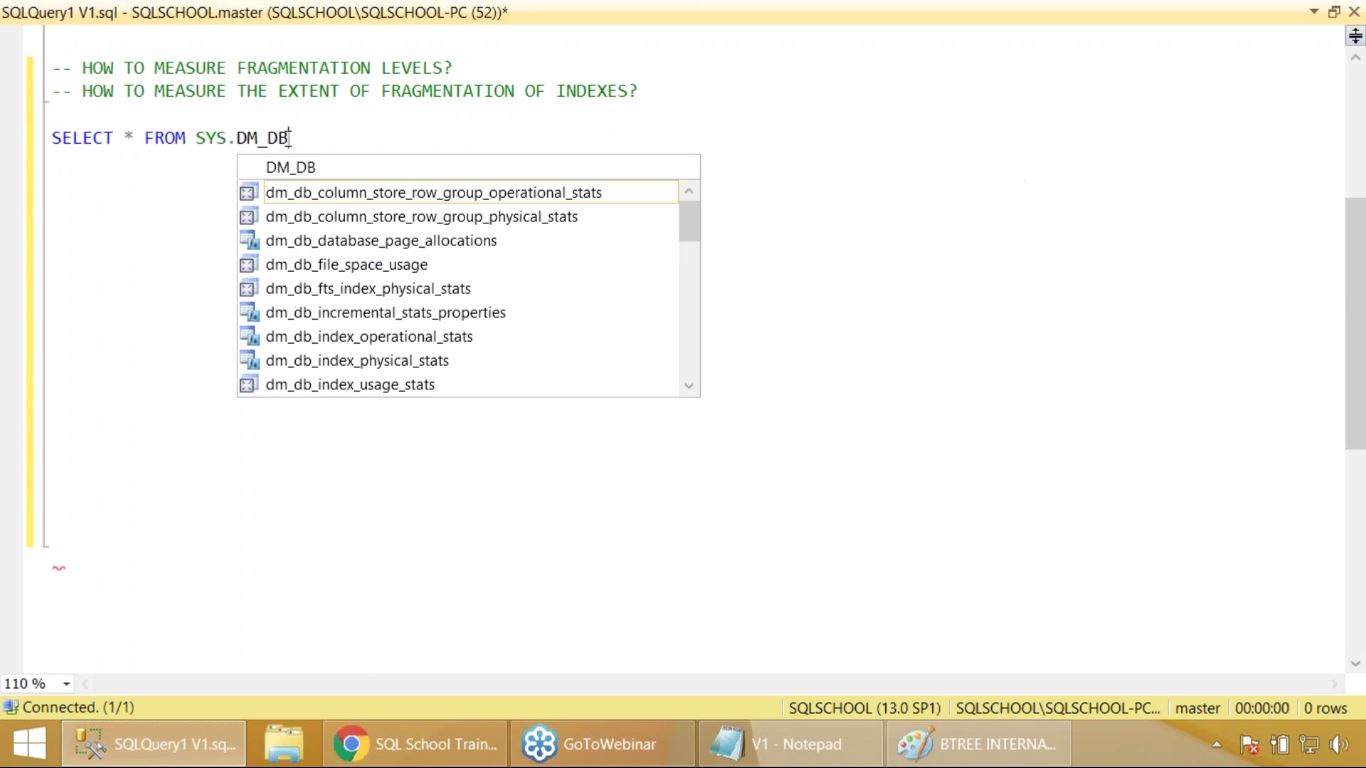 SQLQuery1 V1.sql - SQLSCHOOL.master (SQLSCHOOL\SQLSCHOOL-PC (52))*
-- HOW TO MEASURE FRAGMENTATION LEVELS?
-- HOW TO MEASURE THE EXTENT OF FRAGMENTATION OF INDEXES?
SELECT * FROM SYS.DM_DB
DM_DB
dm_db_column_store_row_group_operational_stats
dm_db_column_store_row_group_physical_stats
dm_db_database_page_allocations
dm_db_file_space_usage
dm_db_fts_index_physical_stats
dm_db_incremental_stats_properties
dm_db_index_operational_stats
dm_db_index_physical_stats
dm_db_index_usage_stats
110 %
Connected. (1/1) SQLSCHOOL (13.0 SP1) SQLSCHOOL\SQLSCHOOL-PC... master 00:00:00 0 rows
SQLQuery1 V1.sq... SQL School Train... GoToWebinar V1 - Notepad BTREE INTERNA...